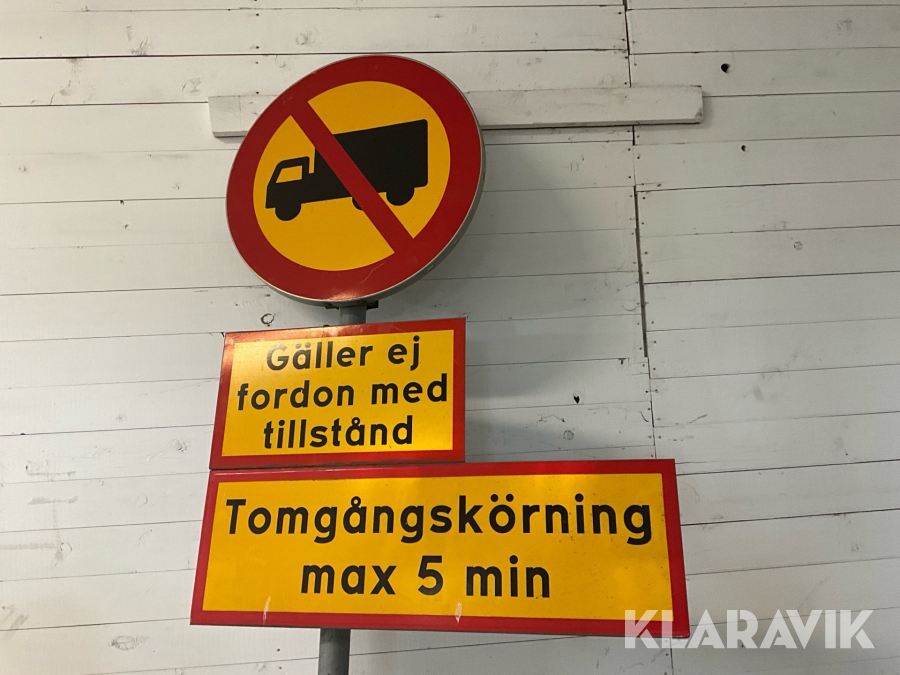 Gäller ej
fordon med
tillstånd
Tomgångskörning
max 5 min
KLARAVIK